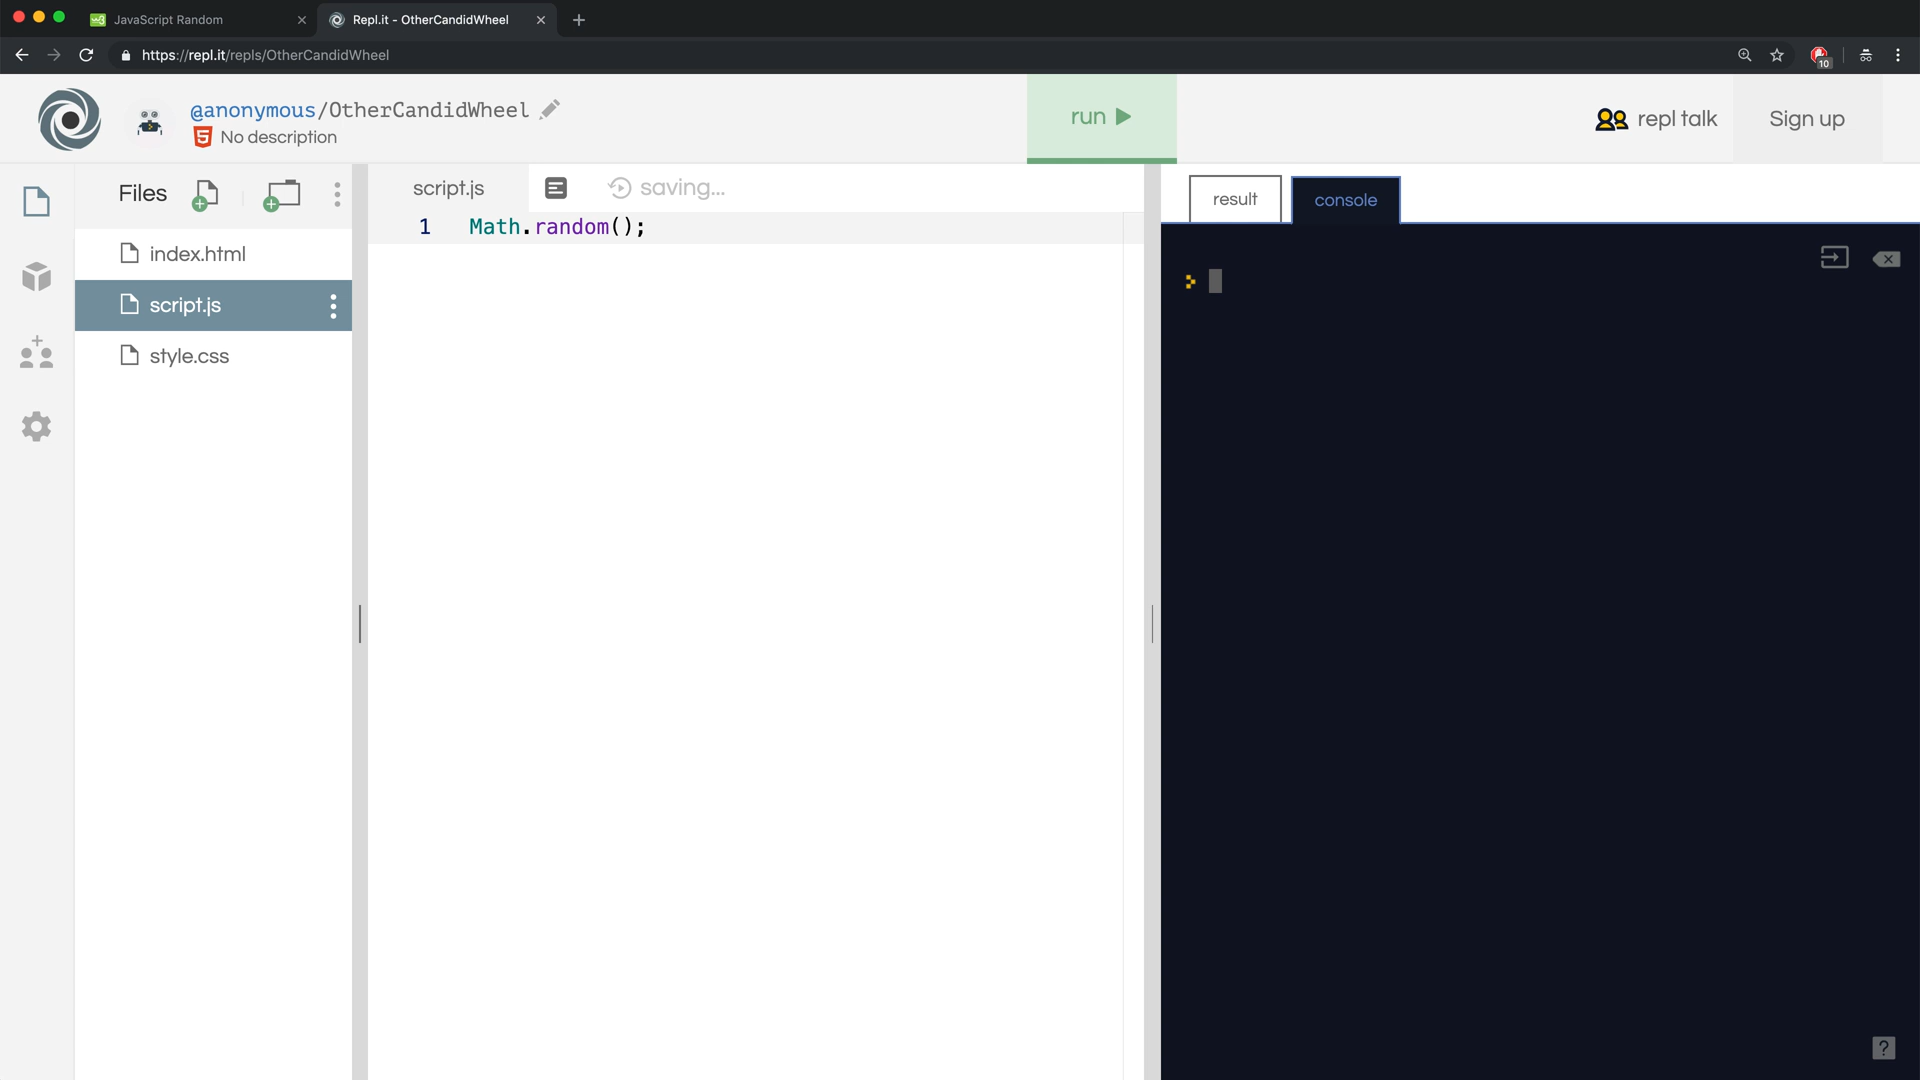 JavaScript Random
Repl.it - OtherCandidWheel
https://repl.it/repls/OtherCandidWheel
10
@anonymous/OtherCandidWheel
No description
run
repl talk
Sign up
Files
index.html
script.js
style.css
script.js
saving...
1 Math.random();
result
console
?